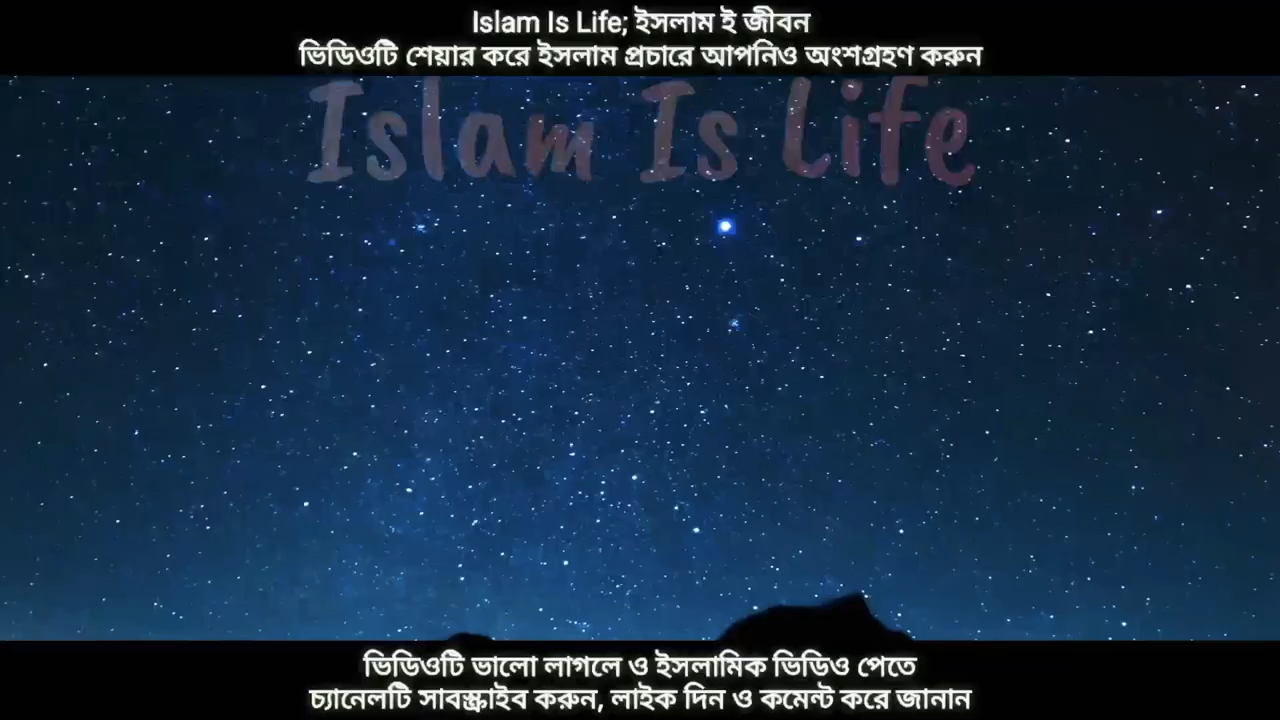 Islam Is Life; ইসলাম ই জীবন
ভিডিওটি শেয়ার করে ইসলাম প্রচারে আপনিও অংশগ্রহণ করুন
Islam Is Life
ভিডিওটি ভালো লাগলে ও ইসলামিক ভিডিও পেতে
চ্যানেলটি সাবস্ক্রাইব করুন, লাইক দিন ও কমেন্ট করে জানান